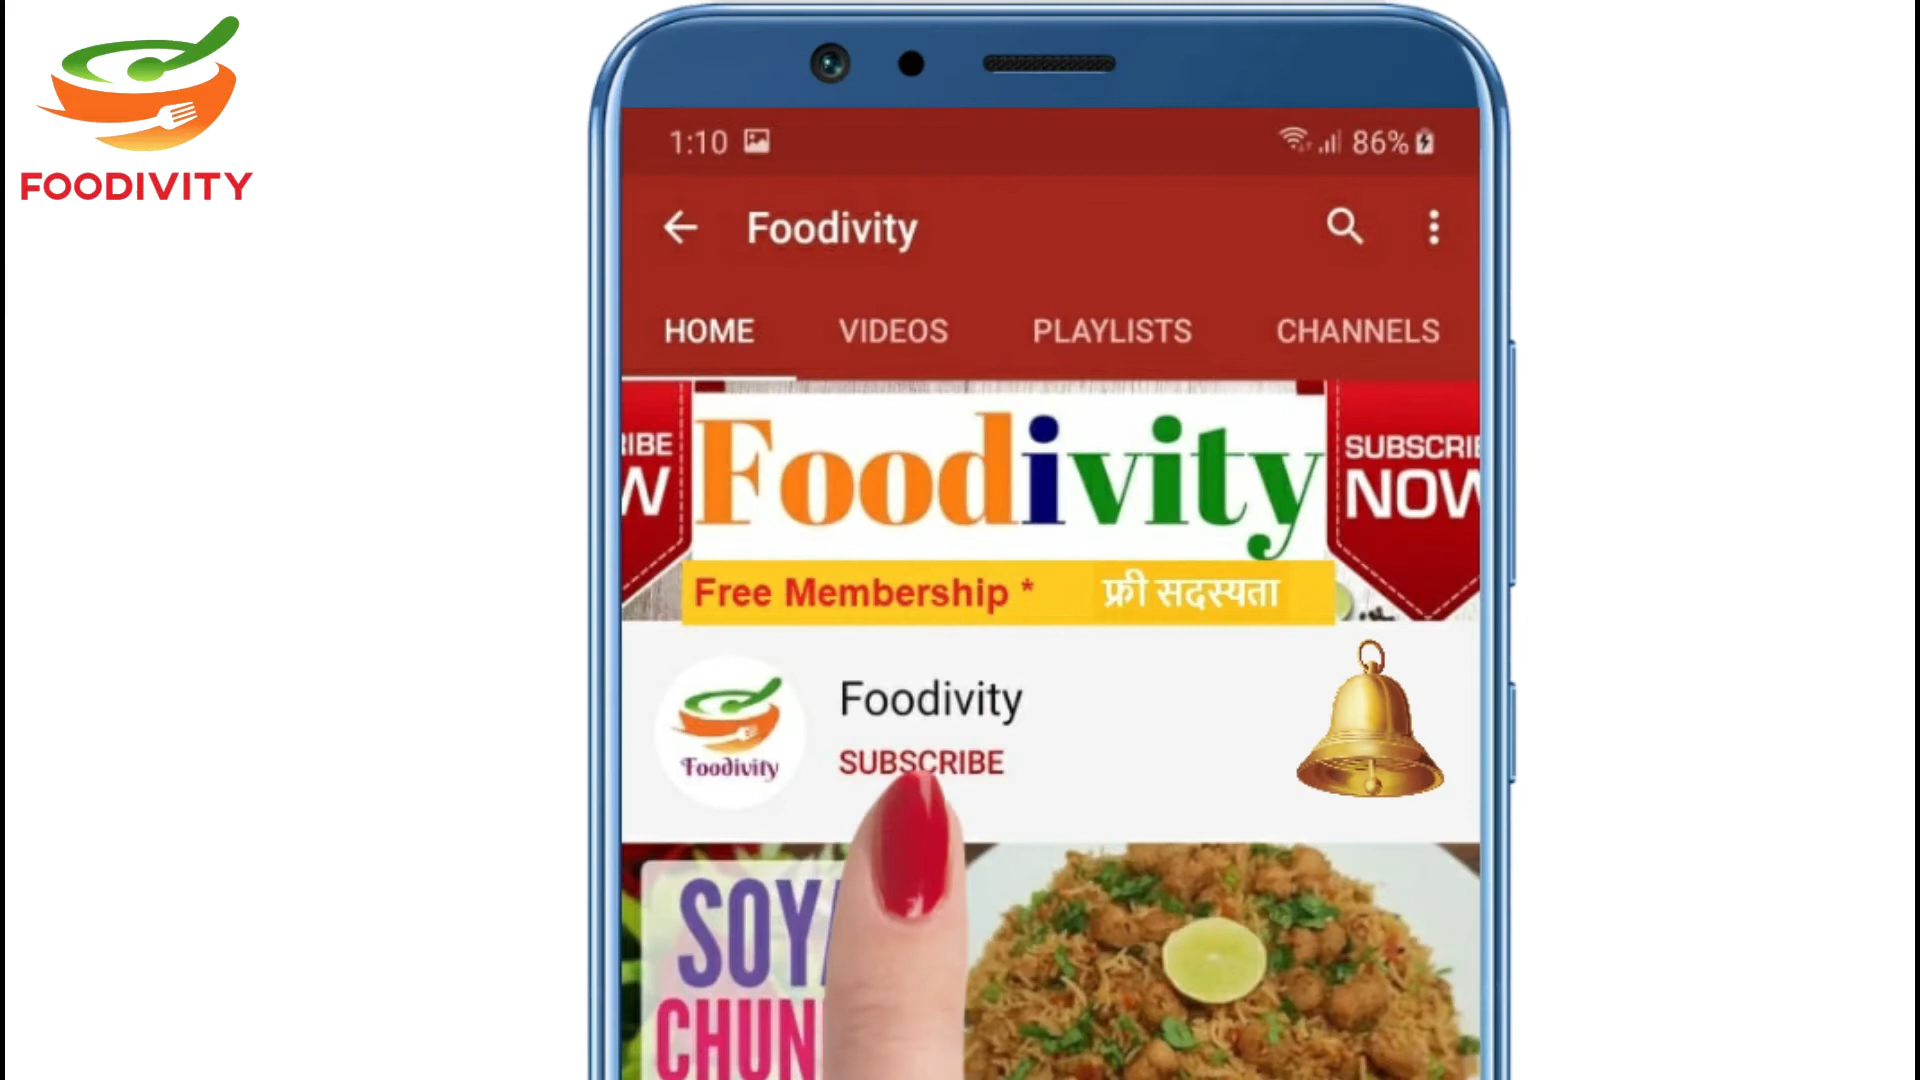 FOODIVITY
1:10
86%
Foodivity
HOME VIDEOS PLAYLISTS CHANNELS
Foodivity
SUBSCRI
NOW
Free Membership * फ्री सदस्यता
Foodivity
SUBSCRIBE
Foodivity
SOY
CHUN